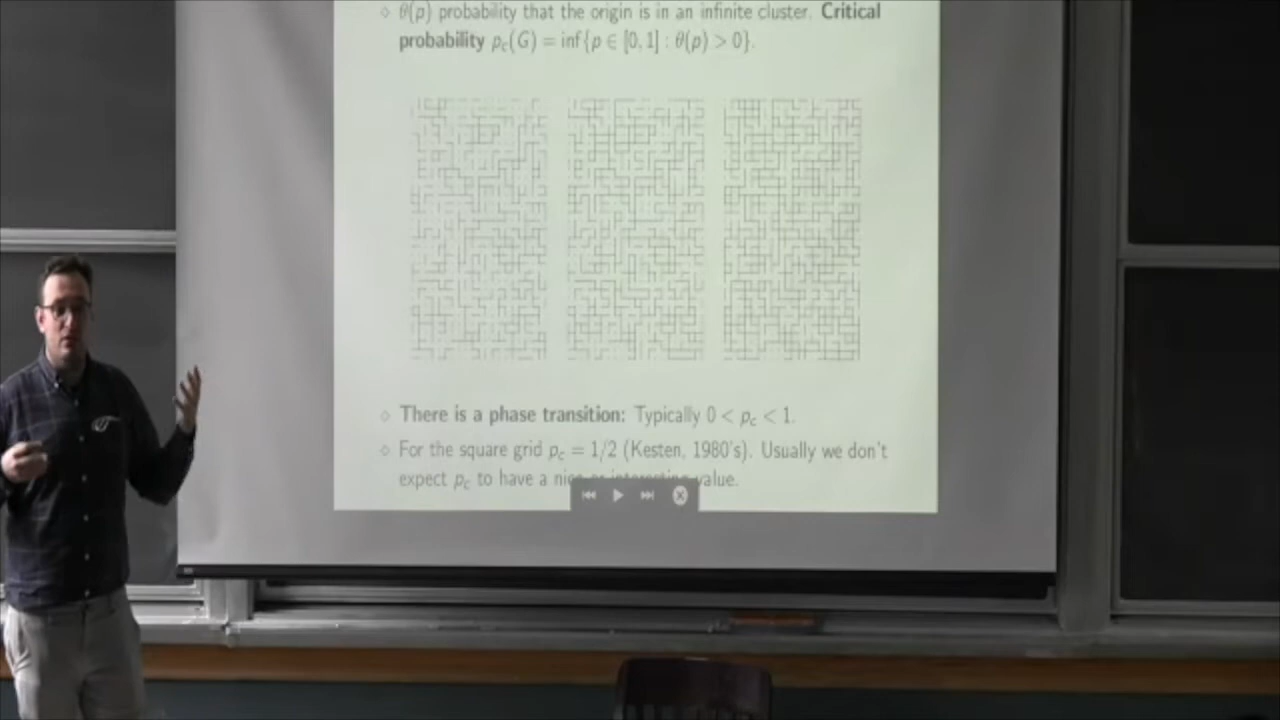 ◇ θ(p) probability that the origin is in an infinite cluster. Critical
probability p_c(G) = inf{p ∈ [0, 1] : θ(p) > 0}.
◇ There is a phase transition: Typically 0 < p_c < 1.
◇ For the square grid p_c = 1/2 (Kesten, 1980's). Usually we don't
expect p_c to have a nice or interesting value.